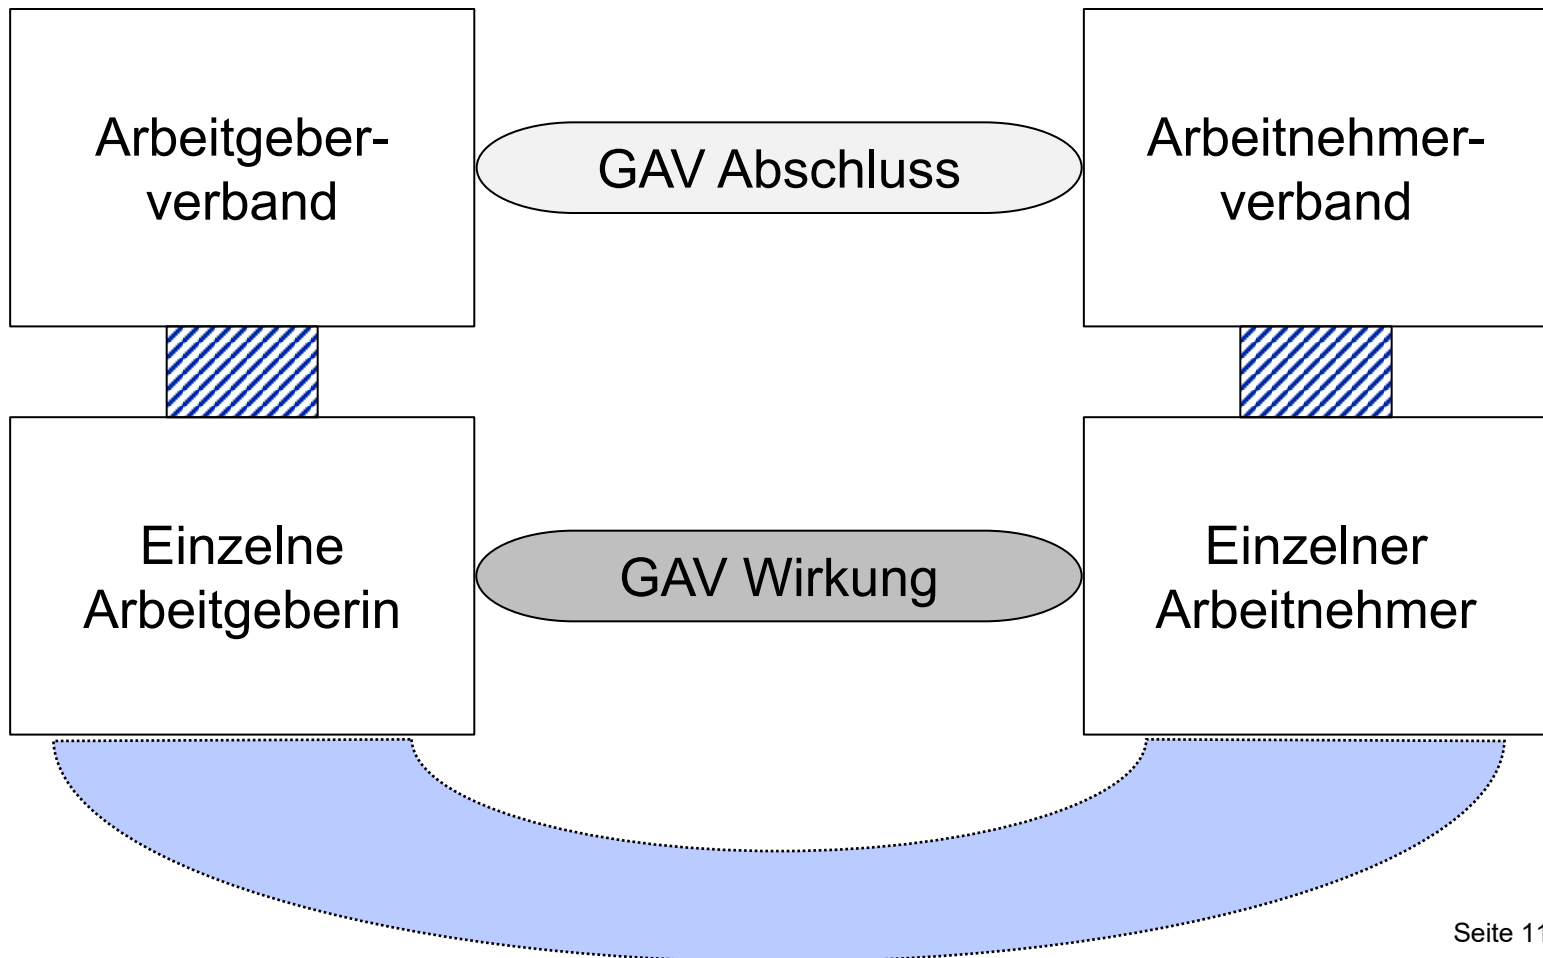 Arbeitgeber-
verband
GAV Abschluss
Arbeitnehmer-
verband
Einzelne
Arbeitgeberin
GAV Wirkung
Einzelner
Arbeitnehmer
Seite 11